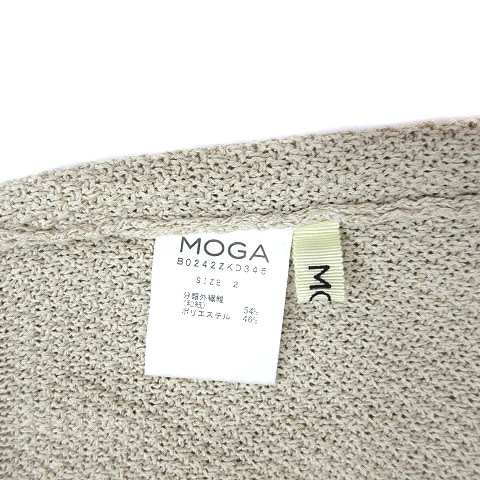 MOGA
B0242ZKD345
SIZE 2
分類外繊維
(和紙) 54%
ポリエステル 46%
MO